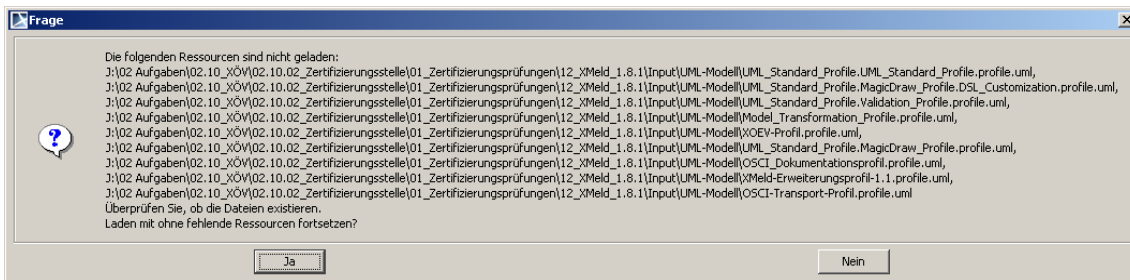 Frage
Die folgenden Ressourcen sind nicht geladen:
J:\02 Aufgaben\02.10_XÖV\02.10.02_Zertifizierungsstelle\01_Zertifizierungsprüfungen\12_XMeld_1.8.1\Input\UML-Modell\UML_Standard_Profile.UML_Standard_Profile.profile.uml,
J:\02 Aufgaben\02.10_XÖV\02.10.02_Zertifizierungsstelle\01_Zertifizierungsprüfungen\12_XMeld_1.8.1\Input\UML-Modell\UML_Standard_Profile.MagicDraw_Profile.DSL_Customization.profile.uml,
J:\02 Aufgaben\02.10_XÖV\02.10.02_Zertifizierungsstelle\01_Zertifizierungsprüfungen\12_XMeld_1.8.1\Input\UML-Modell\UML_Standard_Profile.Validation_Profile.profile.uml,
J:\02 Aufgaben\02.10_XÖV\02.10.02_Zertifizierungsstelle\01_Zertifizierungsprüfungen\12_XMeld_1.8.1\Input\UML-Modell\Model_Transformation_Profile.profile.uml,
J:\02 Aufgaben\02.10_XÖV\02.10.02_Zertifizierungsstelle\01_Zertifizierungsprüfungen\12_XMeld_1.8.1\Input\UML-Modell\XOEV-Profil.profile.uml,
J:\02 Aufgaben\02.10_XÖV\02.10.02_Zertifizierungsstelle\01_Zertifizierungsprüfungen\12_XMeld_1.8.1\Input\UML-Modell\UML_Standard_Profile.MagicDraw_Profile.profile.uml,
J:\02 Aufgaben\02.10_XÖV\02.10.02_Zertifizierungsstelle\01_Zertifizierungsprüfungen\12_XMeld_1.8.1\Input\UML-Modell\OSCI_Dokumentationsprofil.profile.uml,
J:\02 Aufgaben\02.10_XÖV\02.10.02_Zertifizierungsstelle\01_Zertifizierungsprüfungen\12_XMeld_1.8.1\Input\UML-Modell\XMeld-Erweiterungsprofil-1.1.profile.uml,
J:\02 Aufgaben\02.10_XÖV\02.10.02_Zertifizierungsstelle\01_Zertifizierungsprüfungen\12_XMeld_1.8.1\Input\UML-Modell\OSCI-Transport-Profil.profile.uml
Überprüfen Sie, ob die Dateien existieren.
Laden mit ohne fehlende Ressourcen fortsetzen?
Ja Nein